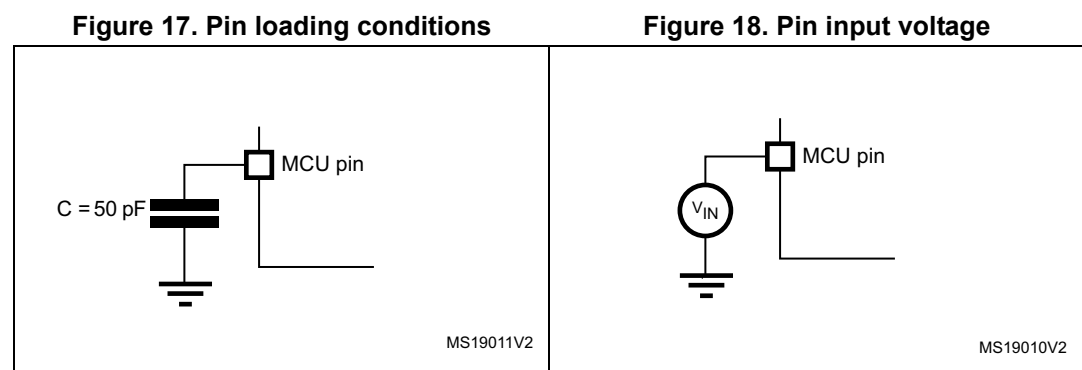 Figure 17. Pin loading conditions
Figure 18. Pin input voltage
MCU pin
C = 50 pF
MS19011V2
MCU pin
VIN
MS19010V2